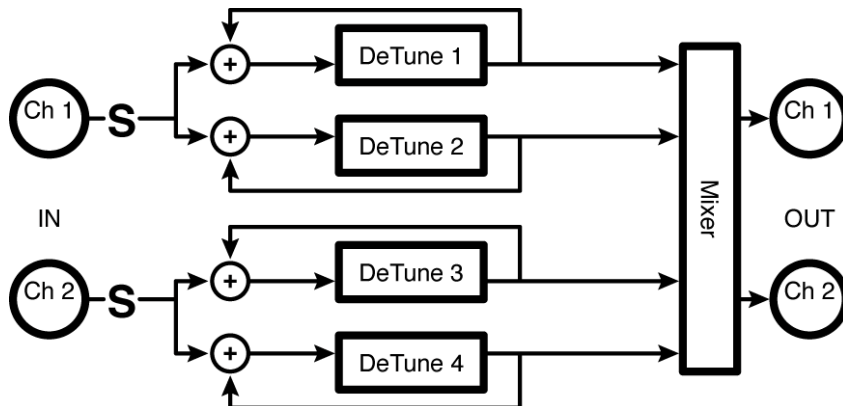 Ch 1
S
+
DeTune 1
+
DeTune 2
IN
Ch 2
S
+
DeTune 3
+
DeTune 4
Mixer
Ch 1
OUT
Ch 2